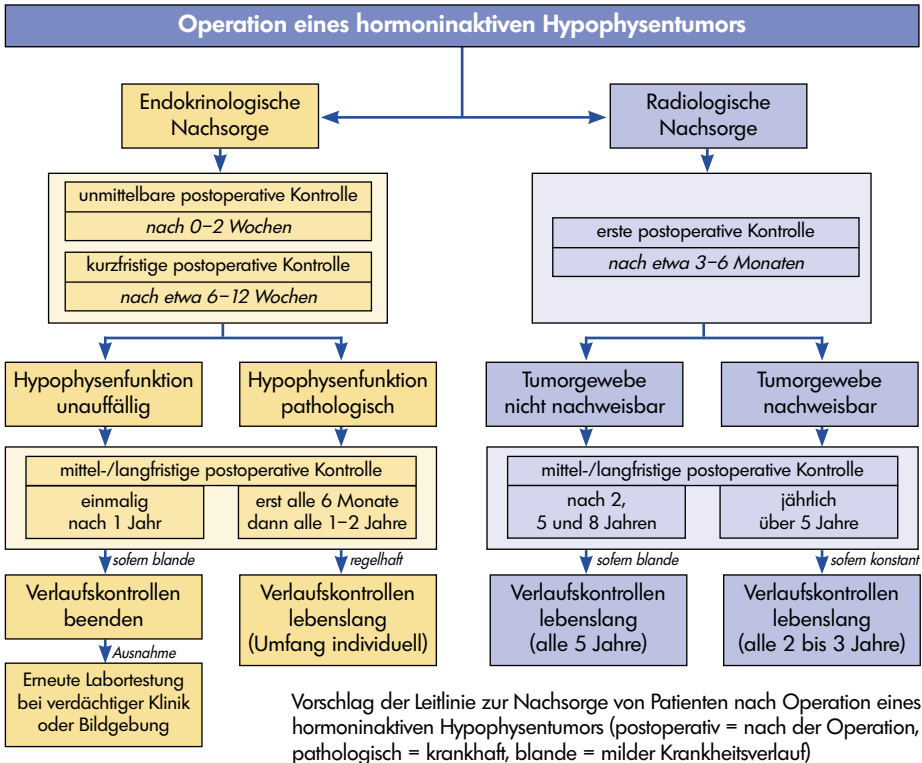 Operation eines hormoninaktiven Hypophysentumors
Endokrinologische
Nachsorge
Radiologische
Nachsorge
unmittelbare postoperative Kontrolle
nach 0–2 Wochen
kurzfristige postoperative Kontrolle
nach etwa 6–12 Wochen
erste postoperative Kontrolle
nach etwa 3–6 Monaten
Hypophysenfunktion
unauffällig
Hypophysenfunktion
pathologisch
Tumorgewebe
nicht nachweisbar
Tumorgewebe
nachweisbar
mittel-/langfristige postoperative Kontrolle
einmalig
nach 1 Jahr
erst alle 6 Monate
dann alle 1–2 Jahre
mittel-/langfristige postoperative Kontrolle
nach 2,
5 und 8 Jahren
jährlich
über 5 Jahre
sofern blande
regelhaft
sofern blande
sofern konstant
Verlaufskontrollen
beenden
Verlaufskontrollen
lebenslang
(Umfang individuell)
Verlaufskontrollen
lebenslang
(alle 5 Jahre)
Verlaufskontrollen
lebenslang
(alle 2 bis 3 Jahre)
Ausnahme
Erneute Labortestung
bei verdächtiger Klinik
oder Bildgebung
Vorschlag der Leitlinie zur Nachsorge von Patienten nach Operation eines
hormoninaktiven Hypophysentumors (postoperativ = nach der Operation,
pathologisch = krankhaft, blande = milder Krankheitsverlauf)